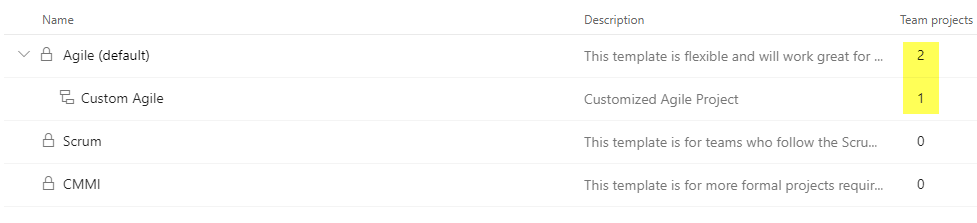 Name Description Team projects
Agile (default) This template is flexible and will work great for ... 2
Custom Agile Customized Agile Project 1
Scrum This template is for teams who follow the Scru... 0
CMMI This template is for more formal projects requir... 0